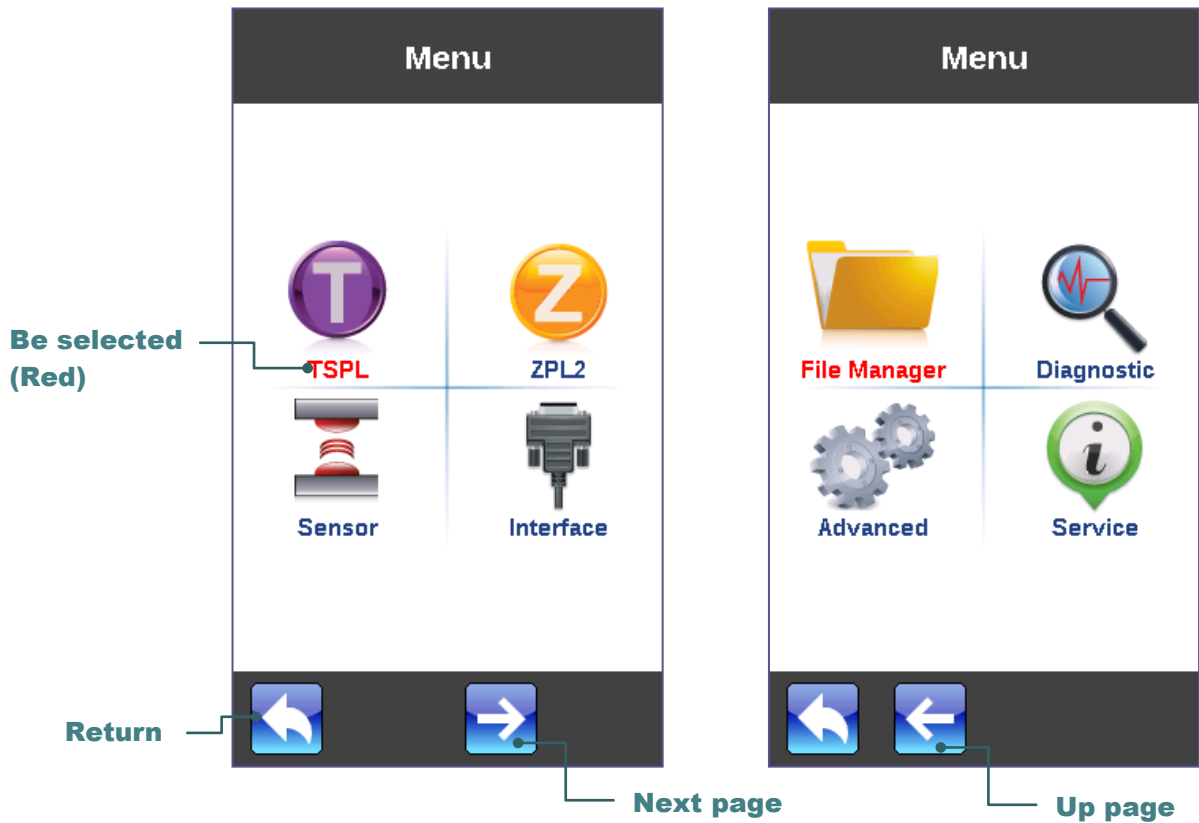 Menu
T
Z
TSPL
ZPL2
Sensor
Interface
Be selected
(Red)
Return
Next page
Menu
File Manager
Diagnostic
i
Advanced
Service
Up page